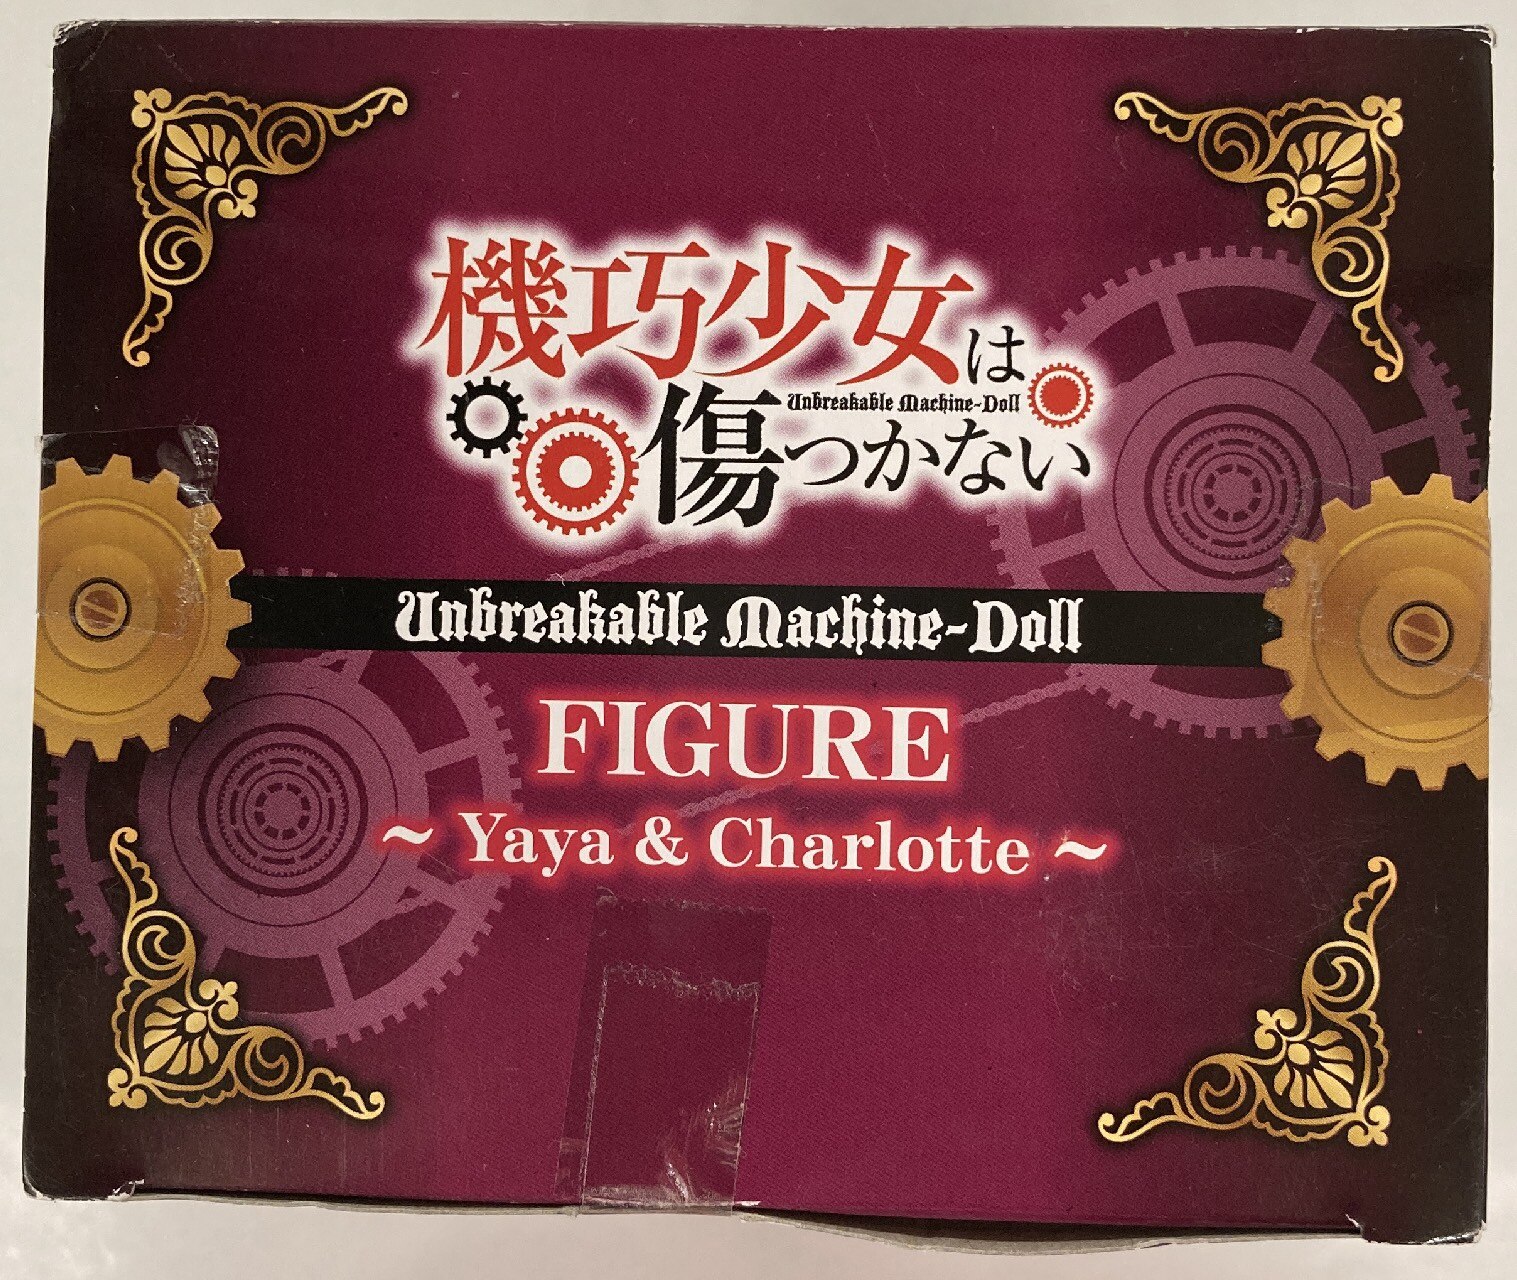 機巧少女は
Unbreakable Machine-Doll
傷つかない
Unbreakable Machine-Doll
FIGURE
~ Yaya & Charlotte ~